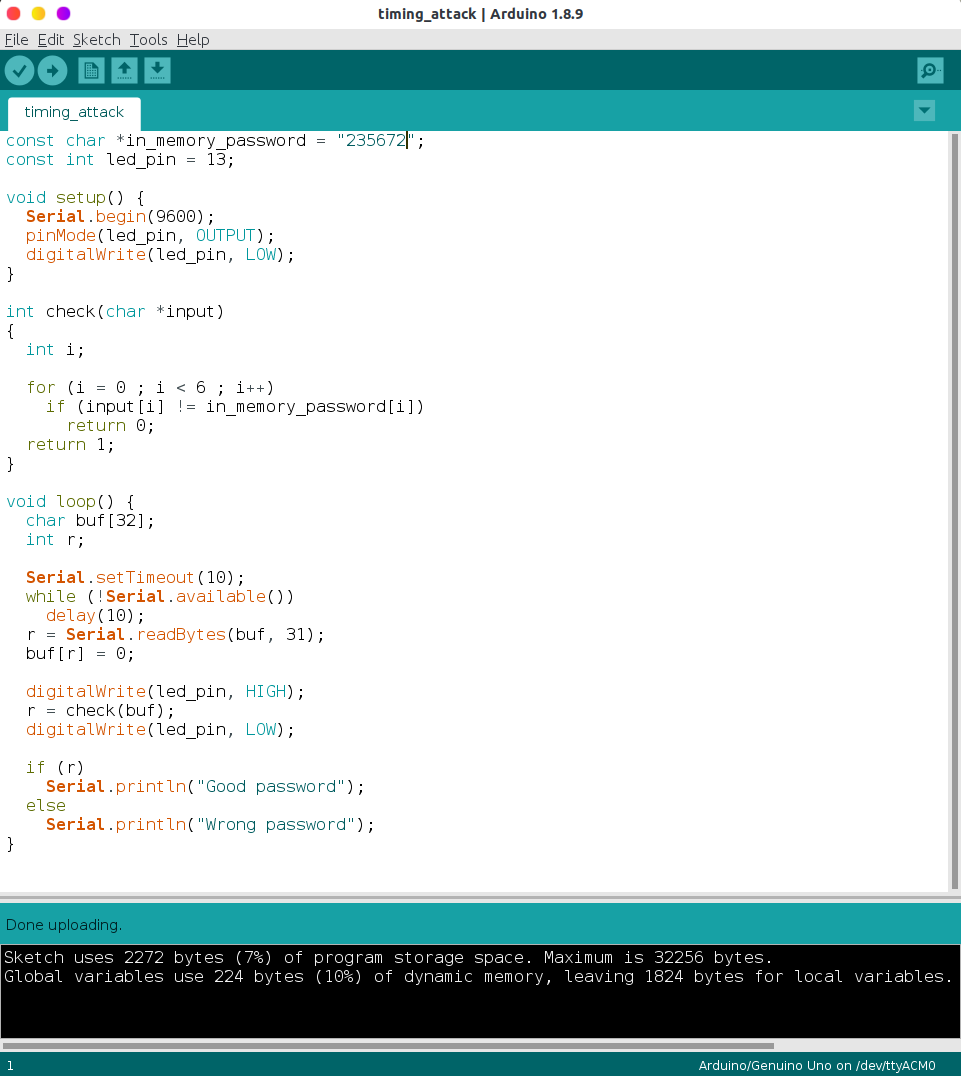 timing_attack | Arduino 1.8.9
File Edit Sketch Tools Help
timing_attack
const char *in_memory_password = "235672";
const int led_pin = 13;
void setup() {
  Serial.begin(9600);
  pinMode(led_pin, OUTPUT);
  digitalWrite(led_pin, LOW);
}
int check(char *input)
{
  int i;
  for (i = 0 ; i < 6 ; i++)
    if (input[i] != in_memory_password[i])
      return 0;
  return 1;
}
void loop() {
  char buf[32];
  int r;
  Serial.setTimeout(10);
  while (!Serial.available())
    delay(10);
  r = Serial.readBytes(buf, 31);
  buf[r] = 0;
  digitalWrite(led_pin, HIGH);
  r = check(buf);
  digitalWrite(led_pin, LOW);
  if (r)
    Serial.println("Good password");
  else
    Serial.println("Wrong password");
}
Done uploading.
Sketch uses 2272 bytes (7%) of program storage space. Maximum is 32256 bytes.
Global variables use 224 bytes (10%) of dynamic memory, leaving 1824 bytes for local variables.
1 Arduino/Genuino Uno on /dev/ttyACM0